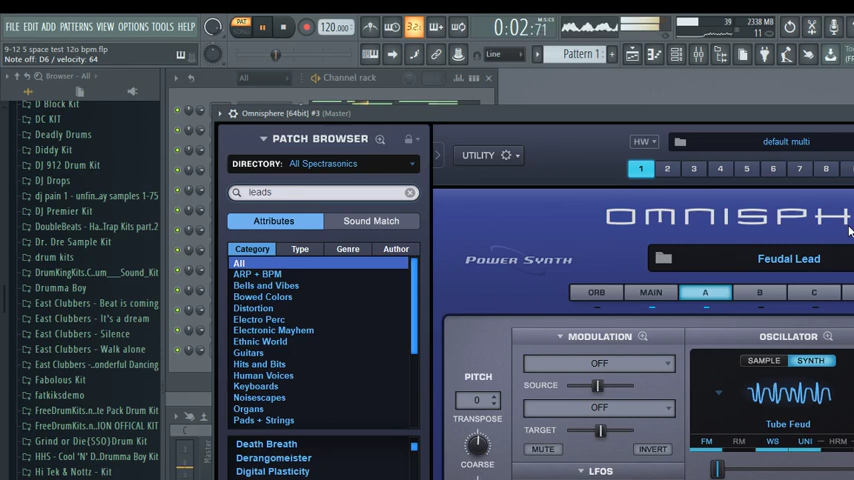 FILE EDIT ADD PATTERNS VIEW OPTIONS TOOLS HELP
PAT
SONG
3.2
120.000
0:02:71
M:S:CS
39
2338 MB
11
9-12 5 space test 12o bpm.flp
Note off: D6 / velocity: 64
Line
Pattern 1
Browser - All
All
Channel rack
D Block Kit
DC KIT
Deadly Drums
Diddy Kit
DJ 912 Drum Kit
DJ Drops
dj pain 1 - unfin...ay samples 1-75
DJ Premier Kit
DoubleBeats - Ha..Trap Kits part.2
Dr. Dre Sample Kit
drum kits
DrumKingKits.C...um___Sound_Kit
Drumma Boy
East Clubbers - Beat is coming
East Clubbers - It's a dream
East Clubbers - Silence
East Clubbers - Walk alone
East Clubbers - ..onderful Dancing
Fabolous Kit
fatkiksdemo
FreeDrumKits.n...te Pack Drum Kit
FreeDrumKits.n...ION OFFICAL KIT
Grind or Die{SSG}Drum Kit
HHS - Cool 'N' D...Drumma Boy Kit
Hi Tek & Nottz - Kit
C
Master
Omnisphere [64bit] #3 (Master)
PATCH BROWSER
DIRECTORY: All Spectrasonics
leads
Attributes Sound Match
Category Type Genre Author
All
ARP + BPM
Bells and Vibes
Bowed Colors
Distortion
Electro Perc
Electronic Mayhem
Ethnic World
Guitars
Hits and Bits
Human Voices
Keyboards
Noisescapes
Organs
Pads + Strings
Death Breath
Derangomeister
Digital Plasticity
UTILITY
HW
default multi
1 2 3 4 5 6 7 8
OMNISPH
POWER SYNTH
Feudal Lead
ORB MAIN A B C
MODULATION
OFF
SOURCE
OFF
TARGET
MUTE INVERT
LFOS
PITCH
0
TRANSPOSE
COARSE
OSCILLATOR
SAMPLE SYNTH
Tube Feud
FM RM WS UNI HRM